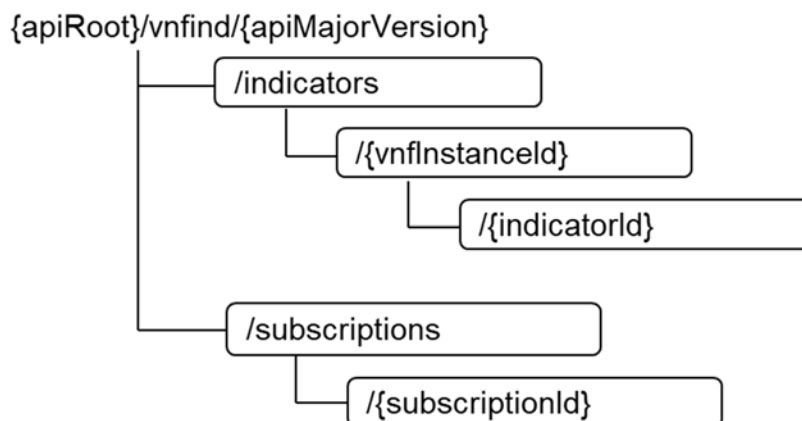 {apiRoot}/vnfind/{apiMajorVersion}
/indicators
/{vnfInstanceId}
/{indicatorId}
/subscriptions
/{subscriptionId}